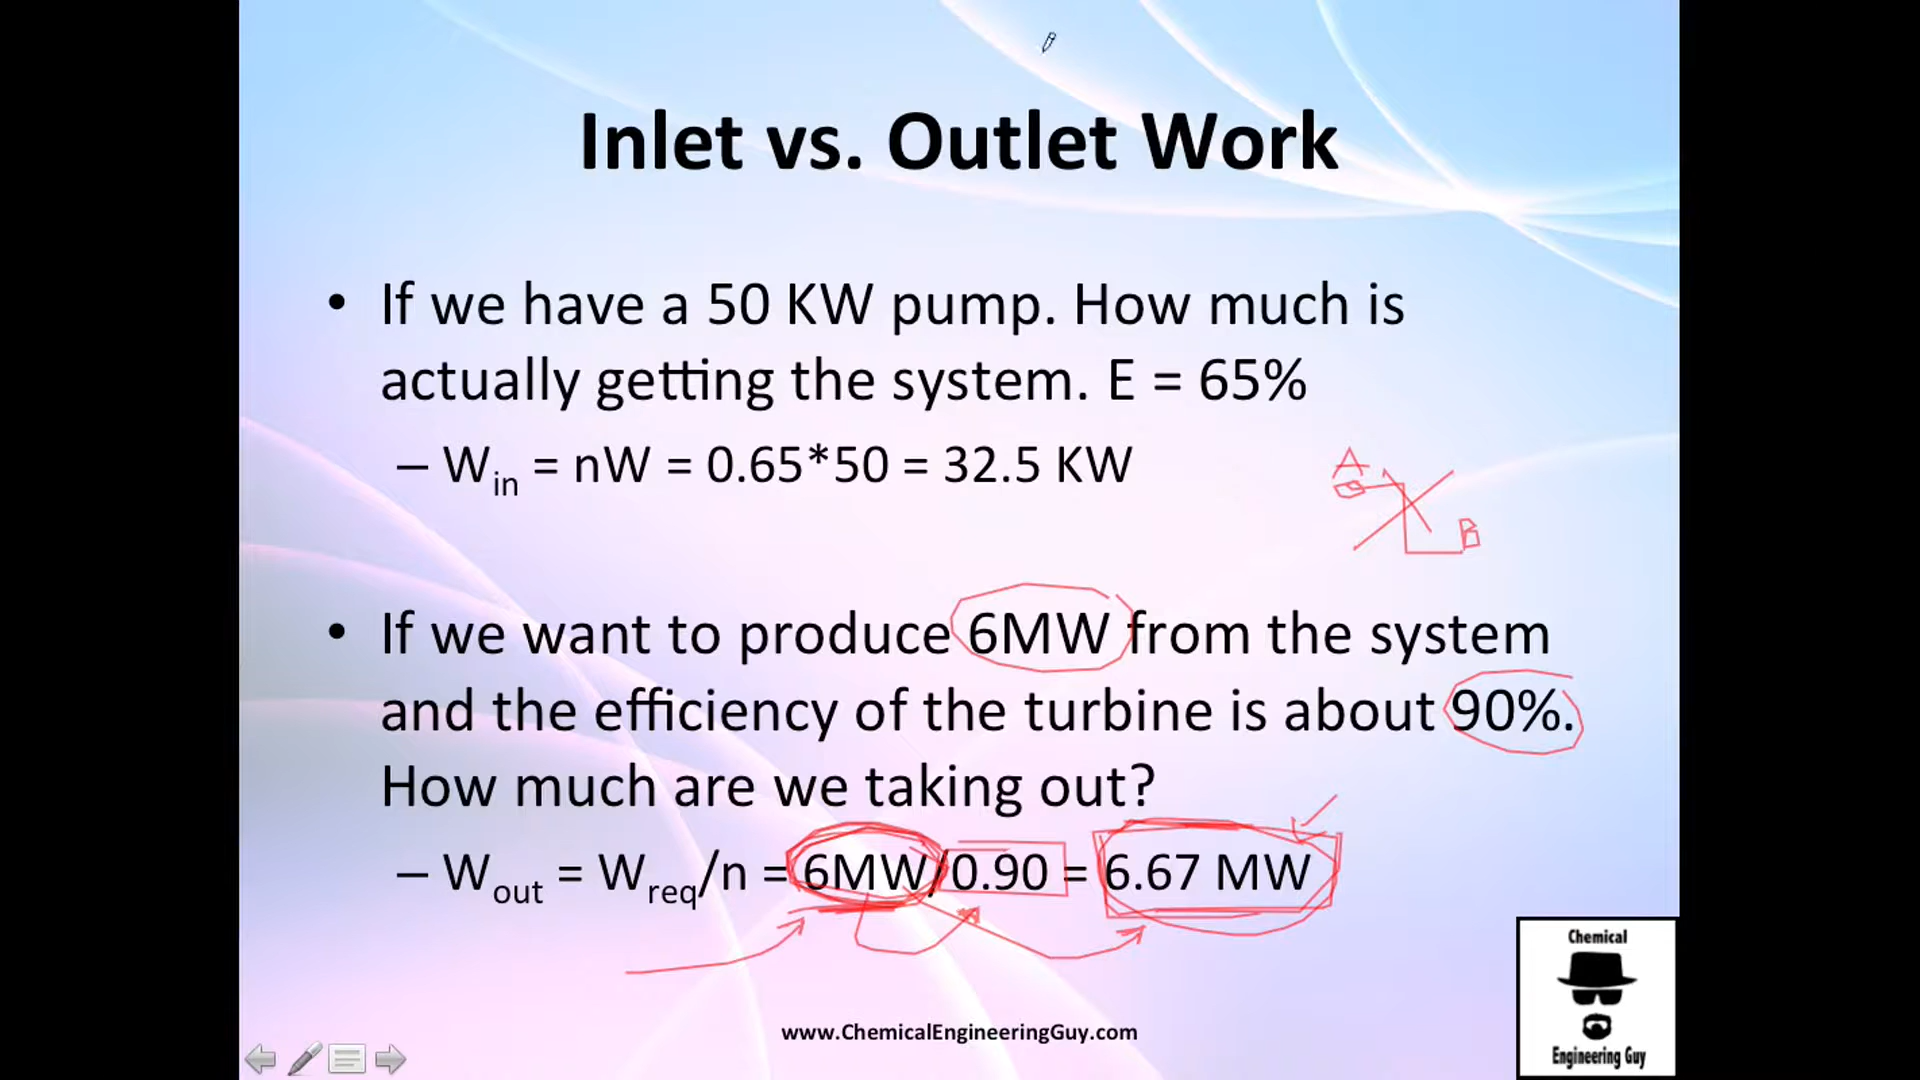 Inlet vs. Outlet Work
• If we have a 50 KW pump. How much is
actually getting the system. E = 65%
– Win = nW = 0.65*50 = 32.5 KW
A
B
• If we want to produce 6MW from the system
and the efficiency of the turbine is about 90%.
How much are we taking out?
– Wout = Wreq/n = 6MW/0.90 = 6.67 MW
Chemical
Engineering Guy
www.ChemicalEngineeringGuy.com